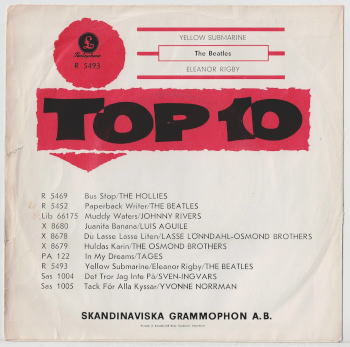 YELLOW SUBMARINE
The Beatles
ELEANOR RIGBY
Parlophone
R 5493
TOP 10
R 5469 Bus Stop/THE HOLLIES
R 5452 Paperback Writer/THE BEATLES
Lib 66175 Muddy Waters/JOHNNY RIVERS
X 8680 Juanita Banana/LUIS AGUILE
X 8678 Du Lasse Lasse Liten/LASSE LÖNNDAHL-OSMOND BROTHERS
X 8679 Huldas Karin/THE OSMOND BROTHERS
PA 122 In My Dreams/TAGES
R 5493 Yellow Submarine/Eleanor Rigby/THE BEATLES
Sas 1004 Det Tror Jag Inte På/SVEN-INGVARS
Sas 1005 Tack För Alla Kyssar/YVONNE NORRMAN
SKANDINAVISKA GRAMMOPHON A.B.